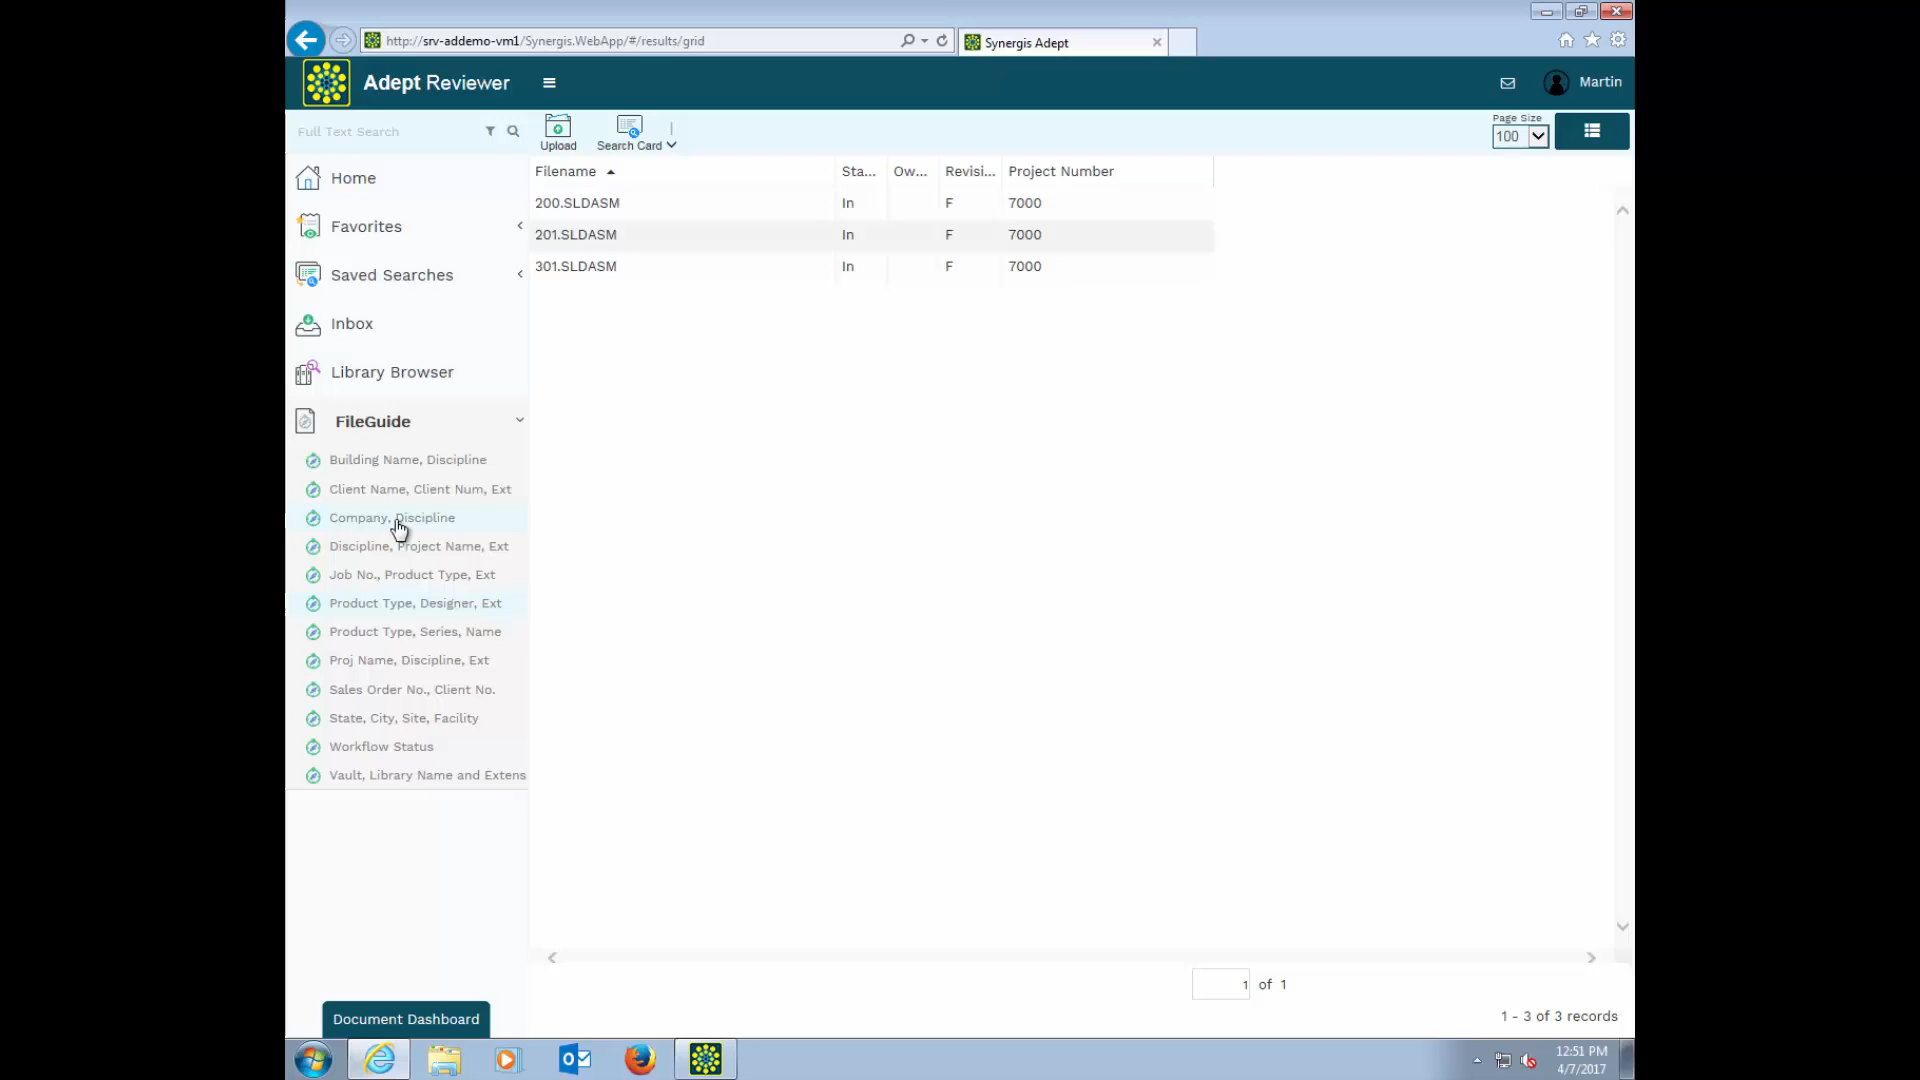 http://srv-addemo-vm1/Synergis.WebApp/#/results/grid
Synergis Adept
Adept Reviewer
Martin
Full Text Search
Upload
Search Card
Page Size
100
Home
Favorites
Saved Searches
Inbox
Library Browser
FileGuide
Building Name, Discipline
Client Name, Client Num, Ext
Company, Discipline
Discipline, Project Name, Ext
Job No., Product Type, Ext
Product Type, Designer, Ext
Product Type, Series, Name
Proj Name, Discipline, Ext
Sales Order No., Client No.
State, City, Site, Facility
Workflow Status
Vault, Library Name and Extens
Document Dashboard
Filename Sta... Ow... Revisi... Project Number
200.SLDASM In F 7000
201.SLDASM In F 7000
301.SLDASM In F 7000
1 of 1
1 - 3 of 3 records
12:51 PM
4/7/2017